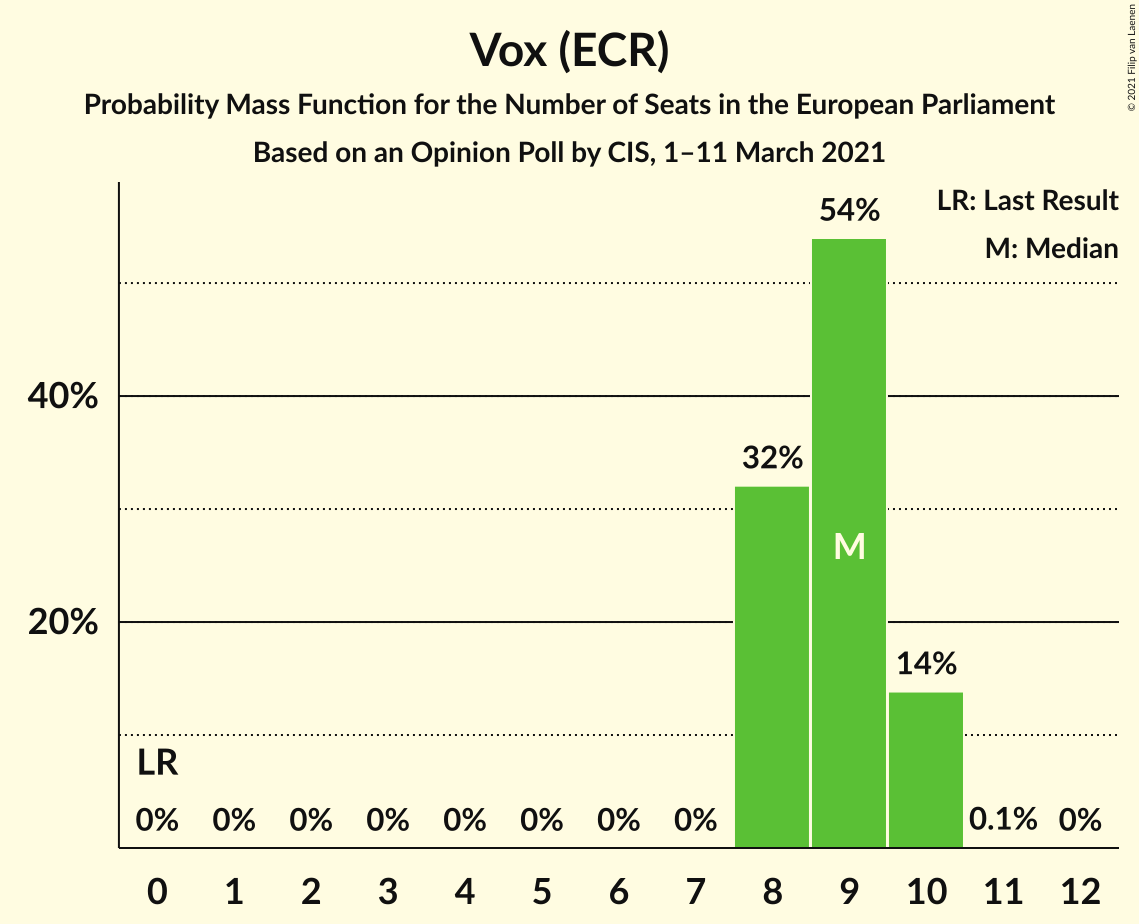 Vox (ECR)
Probability Mass Function for the Number of Seats in the European Parliament
Based on an Opinion Poll by CIS, 1–11 March 2021
© 2021 Filip van Laenen
LR: Last Result
M: Median
54%
40%
32%
M
20%
14%
LR
0% 0% 0% 0% 0% 0% 0% 0% 0.1% 0%
0 1 2 3 4 5 6 7 8 9 10 11 12